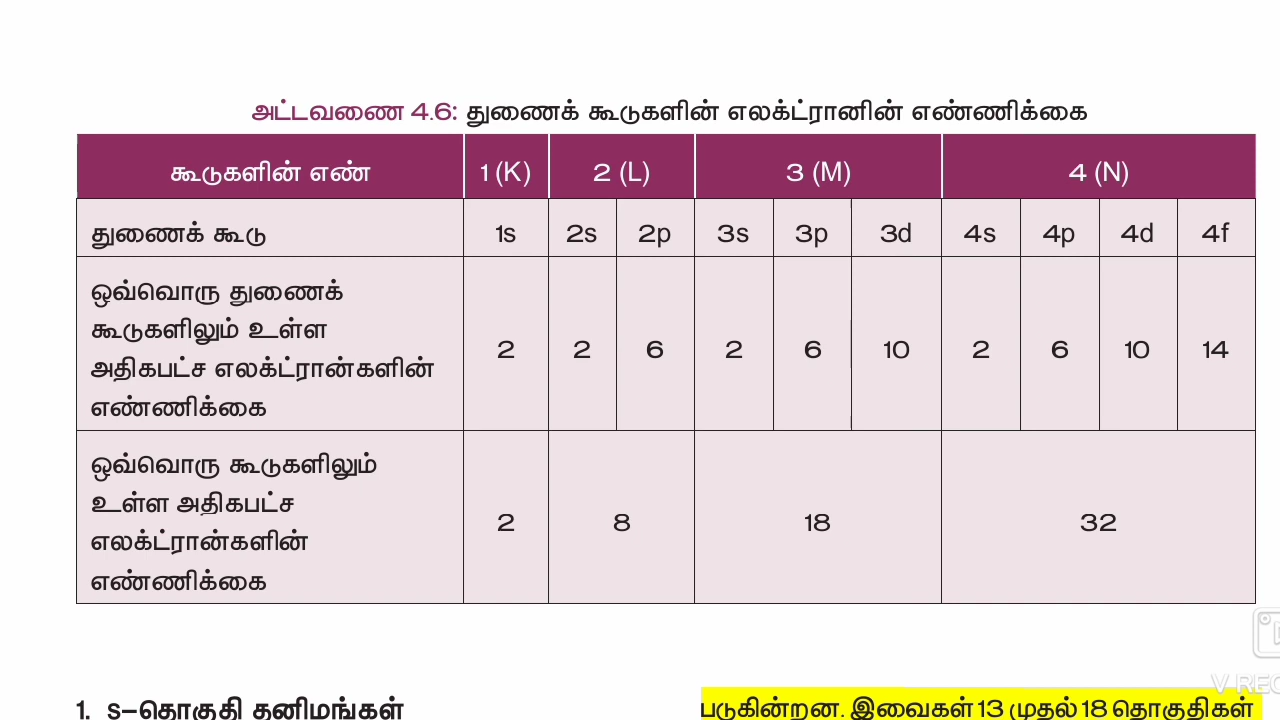 அட்டவணை 4.6: துணைக் கூடுகளின் எலக்ட்ரானின் எண்ணிக்கை
கூடுகளின் எண் 1 (K) 2 (L) 3 (M) 4 (N)
துணைக் கூடு 1s 2s 2p 3s 3p 3d 4s 4p 4d 4f
ஒவ்வொரு துணைக்
கூடுகளிலும் உள்ள
அதிகபட்ச எலக்ட்ரான்களின்
எண்ணிக்கை
2 2 6 2 6 10 2 6 10 14
ஒவ்வொரு கூடுகளிலும்
உள்ள அதிகபட்ச
எலக்ட்ரான்களின்
எண்ணிக்கை
2 8 18 32
1. s–தொகுதி தனிமங்கள்
படுகின்றன. இவைகள் 13 முதல் 18 தொகுதிகள்
V REC